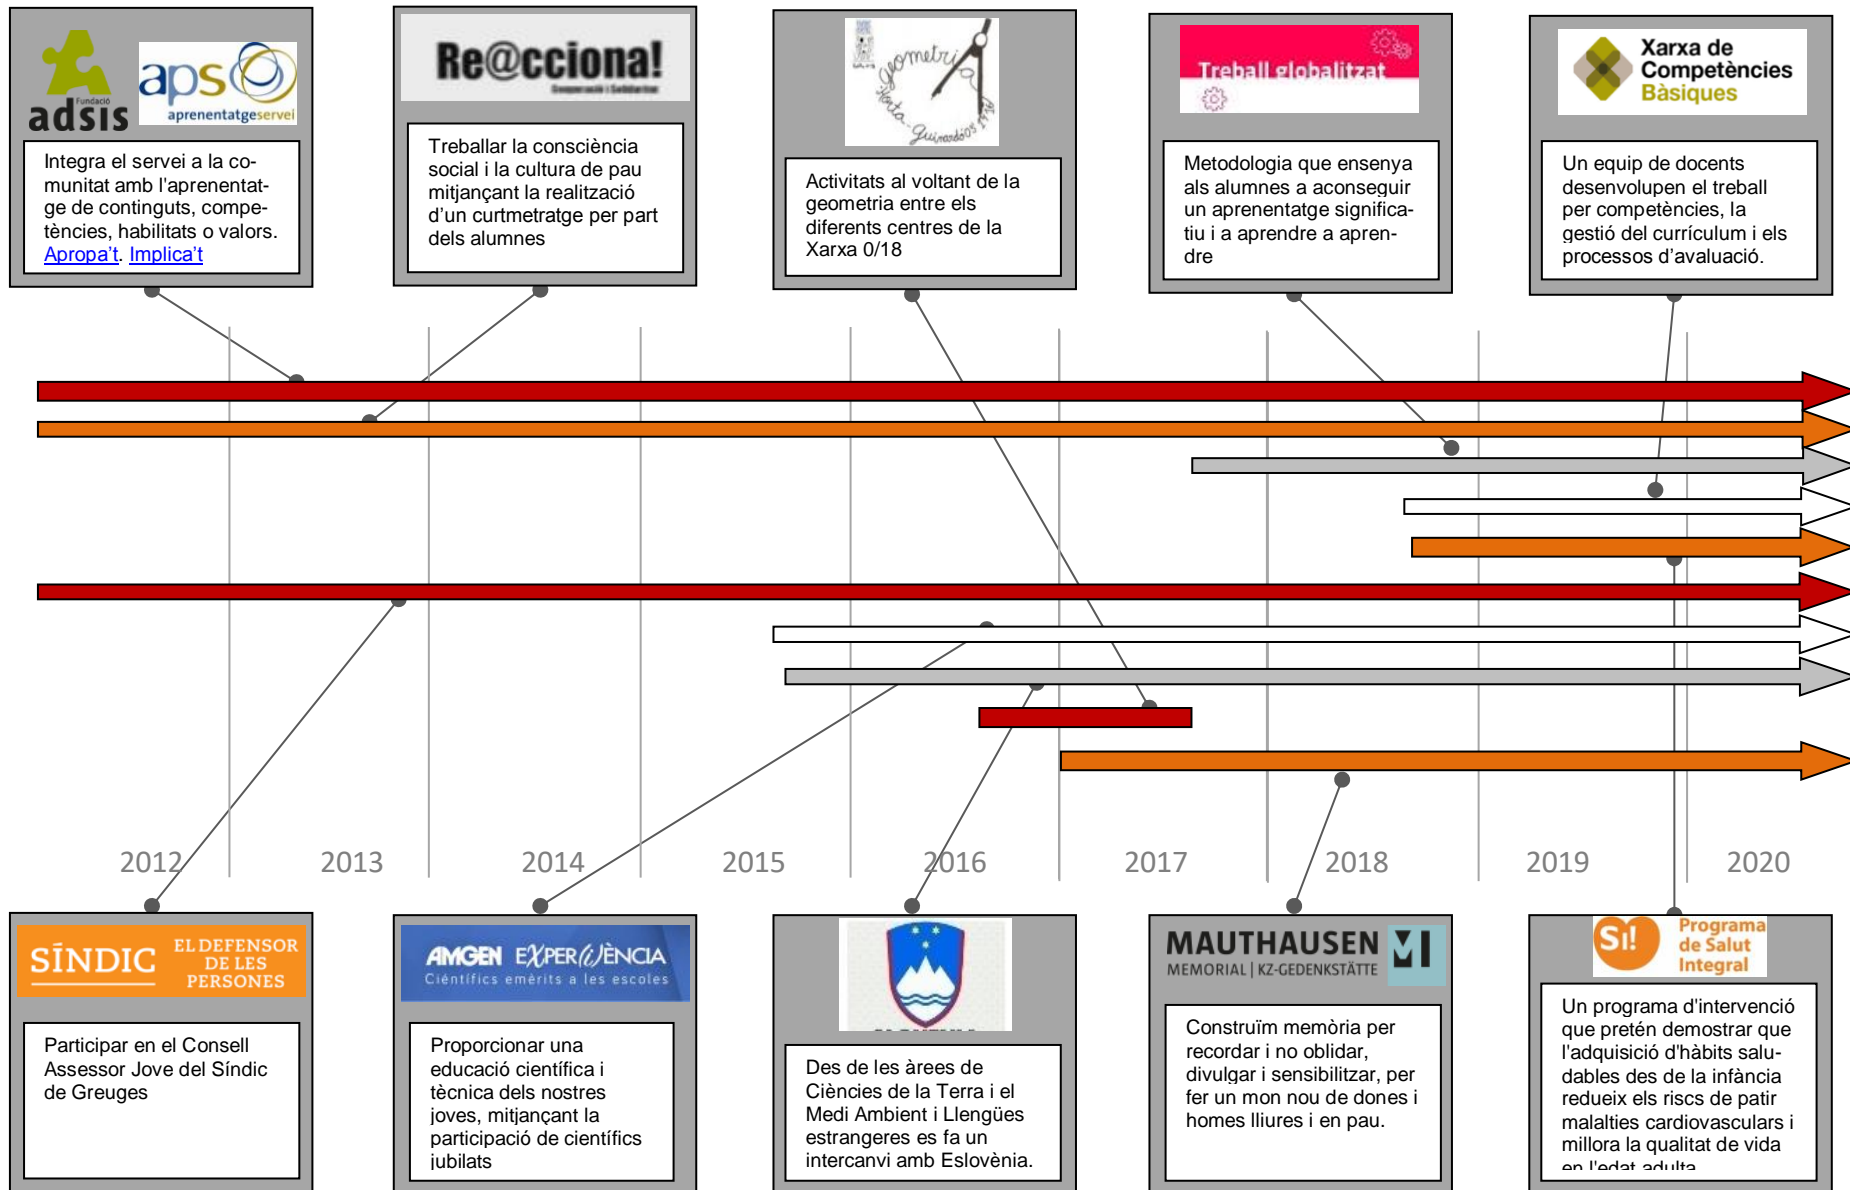 Fundació
adsis
aps
aprenentatgeservei
Integra el servei a la co-
munitat amb l'aprenentat-
ge de continguts, compe-
tències, habilitats o valors.
Apropa't. Implica't
Re@cciona!
Cooperació i Solidaritat
Treballar la consciència
social i la cultura de pau
mitjançant la realització
d'un curtmetratge per part
dels alumnes
Geometria
Horta-Guinardó
Activitats al voltant de la
geometria entre els
diferents centres de la
Xarxa 0/18
Treball globalitzat
Metodologia que ensenya
als alumnes a aconseguir
un aprenentatge significa-
tiu i a aprendre a apren-
dre
Xarxa de
Competències
Bàsiques
Un equip de docents
desenvolupen el treball
per competències, la
gestió del currículum i els
processos d'avaluació.
2012
2013
2014
2015
2016
2017
2018
2019
2020
SÍNDIC
EL DEFENSOR
DE LES
PERSONES
Participar en el Consell
Assessor Jove del Síndic
de Greuges
AMGEN EXPER(i)ÈNCIA
Científics emèrits a les escoles
Proporcionar una
educació científica i
tècnica dels nostres
joves, mitjançant la
participació de científics
jubilats
Des de les àrees de
Ciències de la Terra i el
Medi Ambient i Llengües
estrangeres es fa un
intercanvi amb Eslovènia.
MAUTHAUSEN
MEMORIAL | KZ-GEDENKSTÄTTE
Construïm memòria per
recordar i no oblidar,
divulgar i sensibilitzar, per
fer un mon nou de dones i
homes lliures i en pau.
Sı!
Programa
de Salut
Integral
Un programa d'intervenció
que pretén demostrar que
l'adquisició d'hàbits salu-
dables des de la infància
redueix els riscs de patir
malalties cardiovasculars i
millora la qualitat de vida
en l'edat adulta